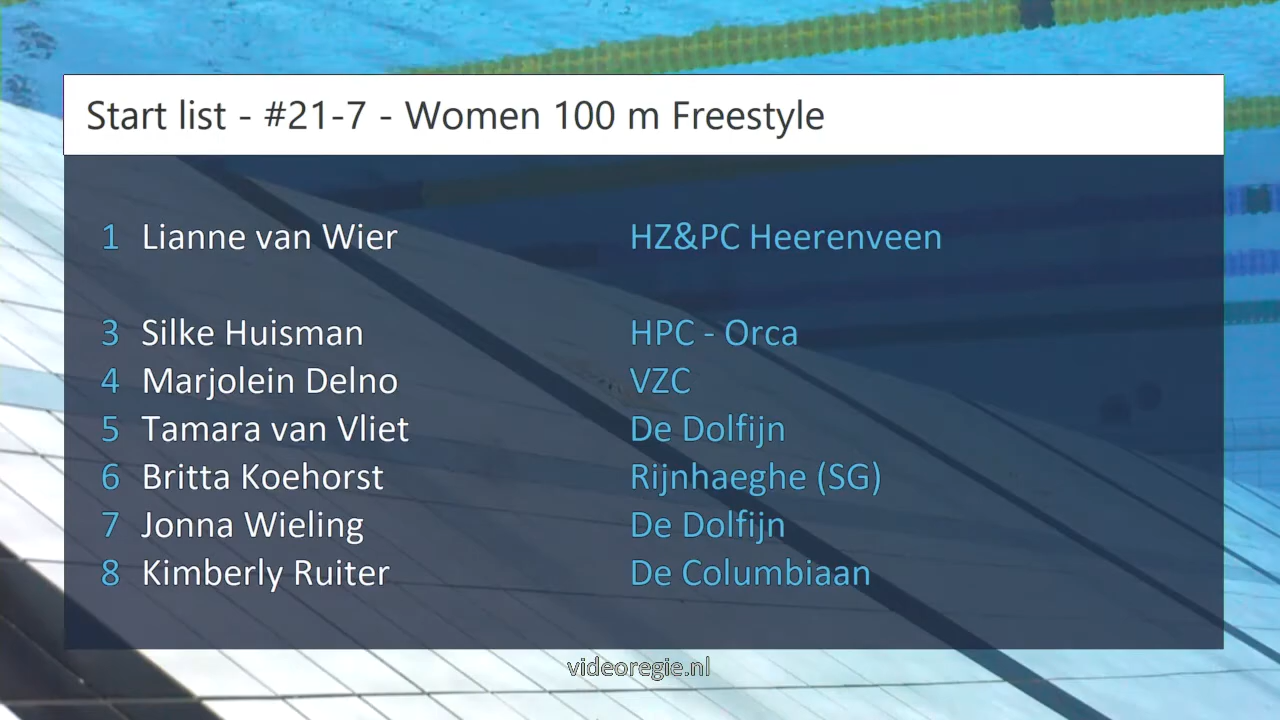 Start list - #21-7 - Women 100 m Freestyle
1 Lianne van Wier HZ&PC Heerenveen
3 Silke Huisman HPC - Orca
4 Marjolein Delno VZC
5 Tamara van Vliet De Dolfijn
6 Britta Koehorst Rijnhaeghe (SG)
7 Jonna Wieling De Dolfijn
8 Kimberly Ruiter De Columbiaan
videoregie.nl